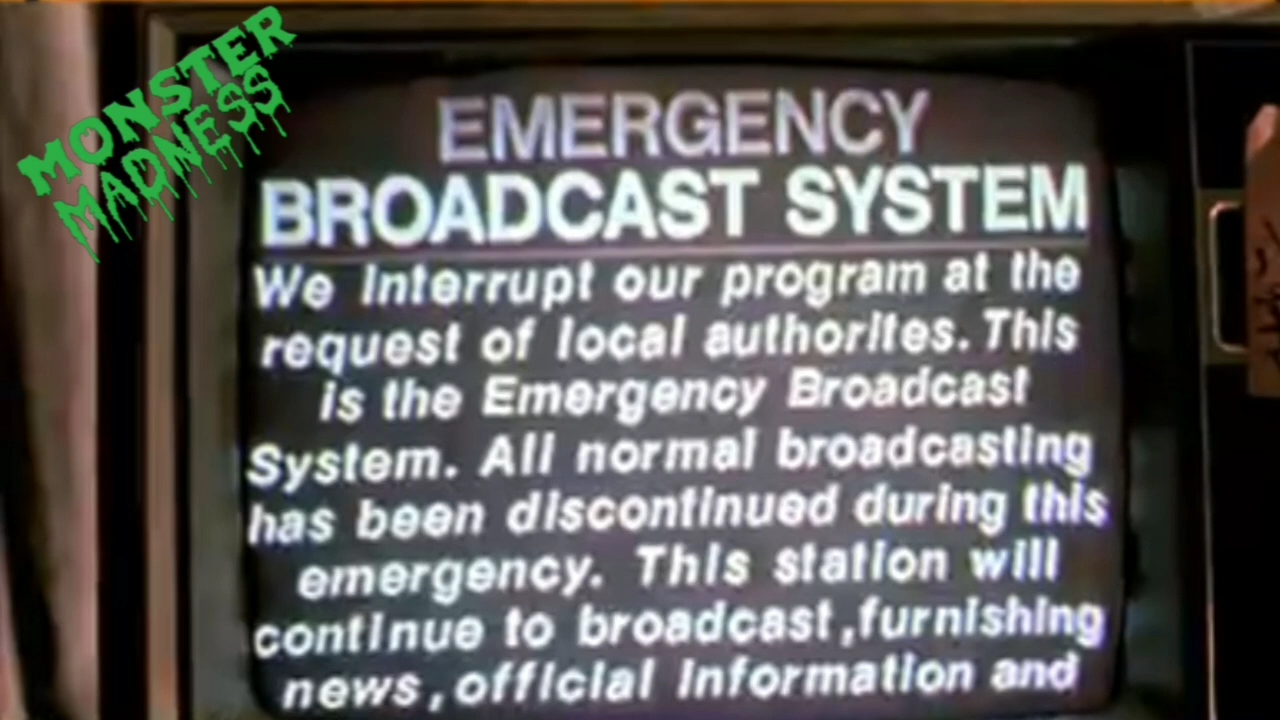 MONSTER
MADNESS
EMERGENCY
BROADCAST SYSTEM
We interrupt our program at the
request of local authorites. This
is the Emergency Broadcast
System. All normal broadcasting
has been discontinued during this
emergency. This station will
continue to broadcast,furnishing
news, official information and